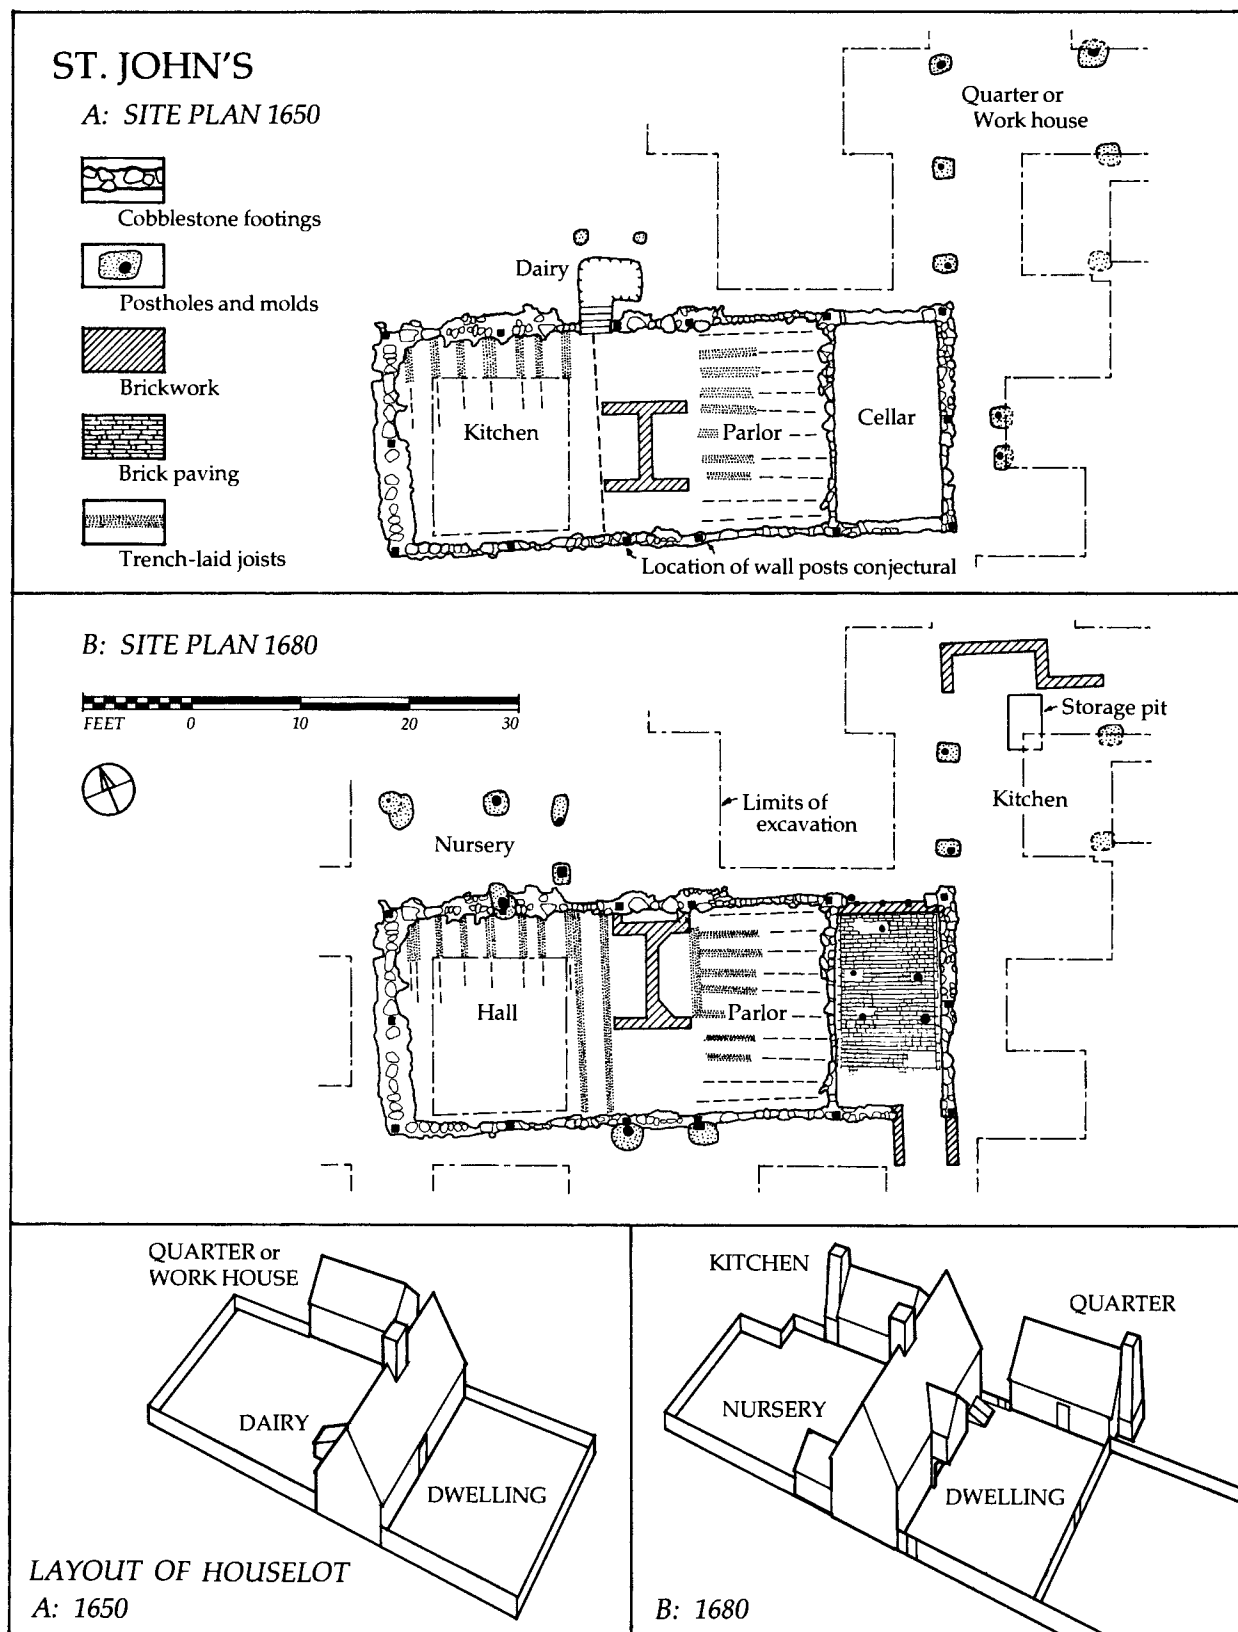 ST. JOHN'S
A: SITE PLAN 1650
Cobblestone footings
Postholes and molds
Brickwork
Brick paving
Trench-laid joists
Quarter or
Work house
Dairy
Kitchen
Parlor
Cellar
Location of wall posts conjectural
B: SITE PLAN 1680
FEET 0 10 20 30
Storage pit
Kitchen
Limits of
excavation
Nursery
Hall
Parlor
QUARTER or
WORK HOUSE
DAIRY
DWELLING
LAYOUT OF HOUSELOT
A: 1650
KITCHEN
QUARTER
NURSERY
DWELLING
B: 1680